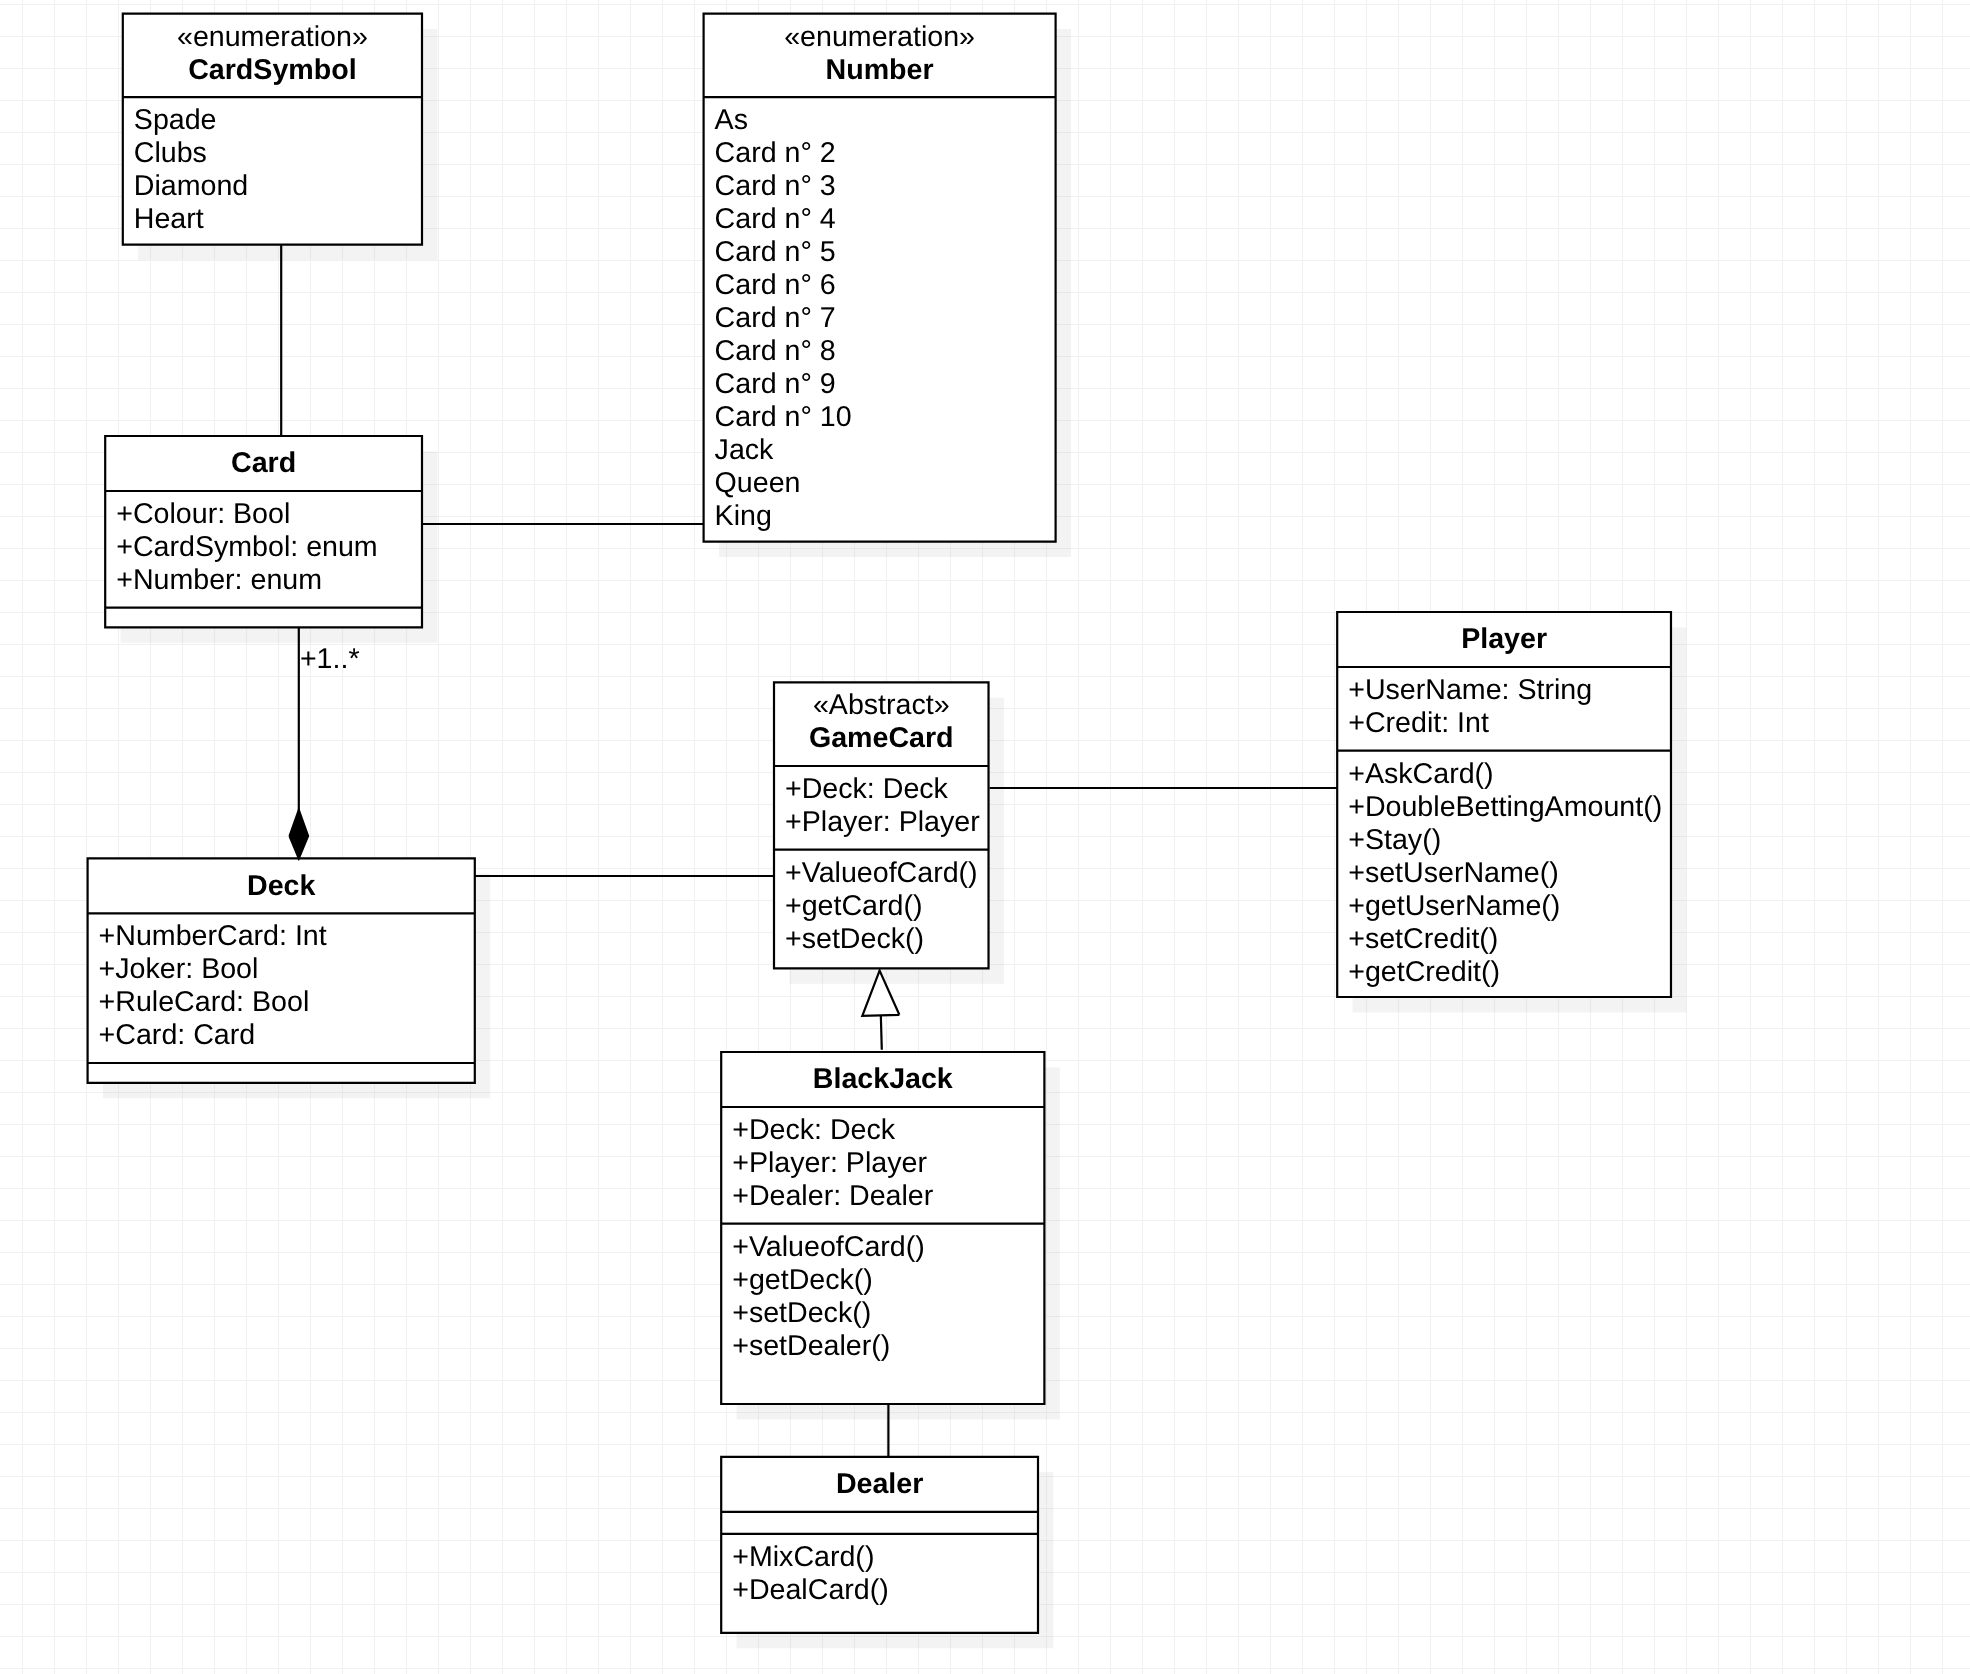 «enumeration»
CardSymbol
Spade
Clubs
Diamond
Heart
«enumeration»
Number
As
Card n° 2
Card n° 3
Card n° 4
Card n° 5
Card n° 6
Card n° 7
Card n° 8
Card n° 9
Card n° 10
Jack
Queen
King
Card
+Colour: Bool
+CardSymbol: enum
+Number: enum
+1..*
Deck
+NumberCard: Int
+Joker: Bool
+RuleCard: Bool
+Card: Card
«Abstract»
GameCard
+Deck: Deck
+Player: Player
+ValueofCard()
+getCard()
+setDeck()
Player
+UserName: String
+Credit: Int
+AskCard()
+DoubleBettingAmount()
+Stay()
+setUserName()
+getUserName()
+setCredit()
+getCredit()
BlackJack
+Deck: Deck
+Player: Player
+Dealer: Dealer
+ValueofCard()
+getDeck()
+setDeck()
+setDealer()
Dealer
+MixCard()
+DealCard()